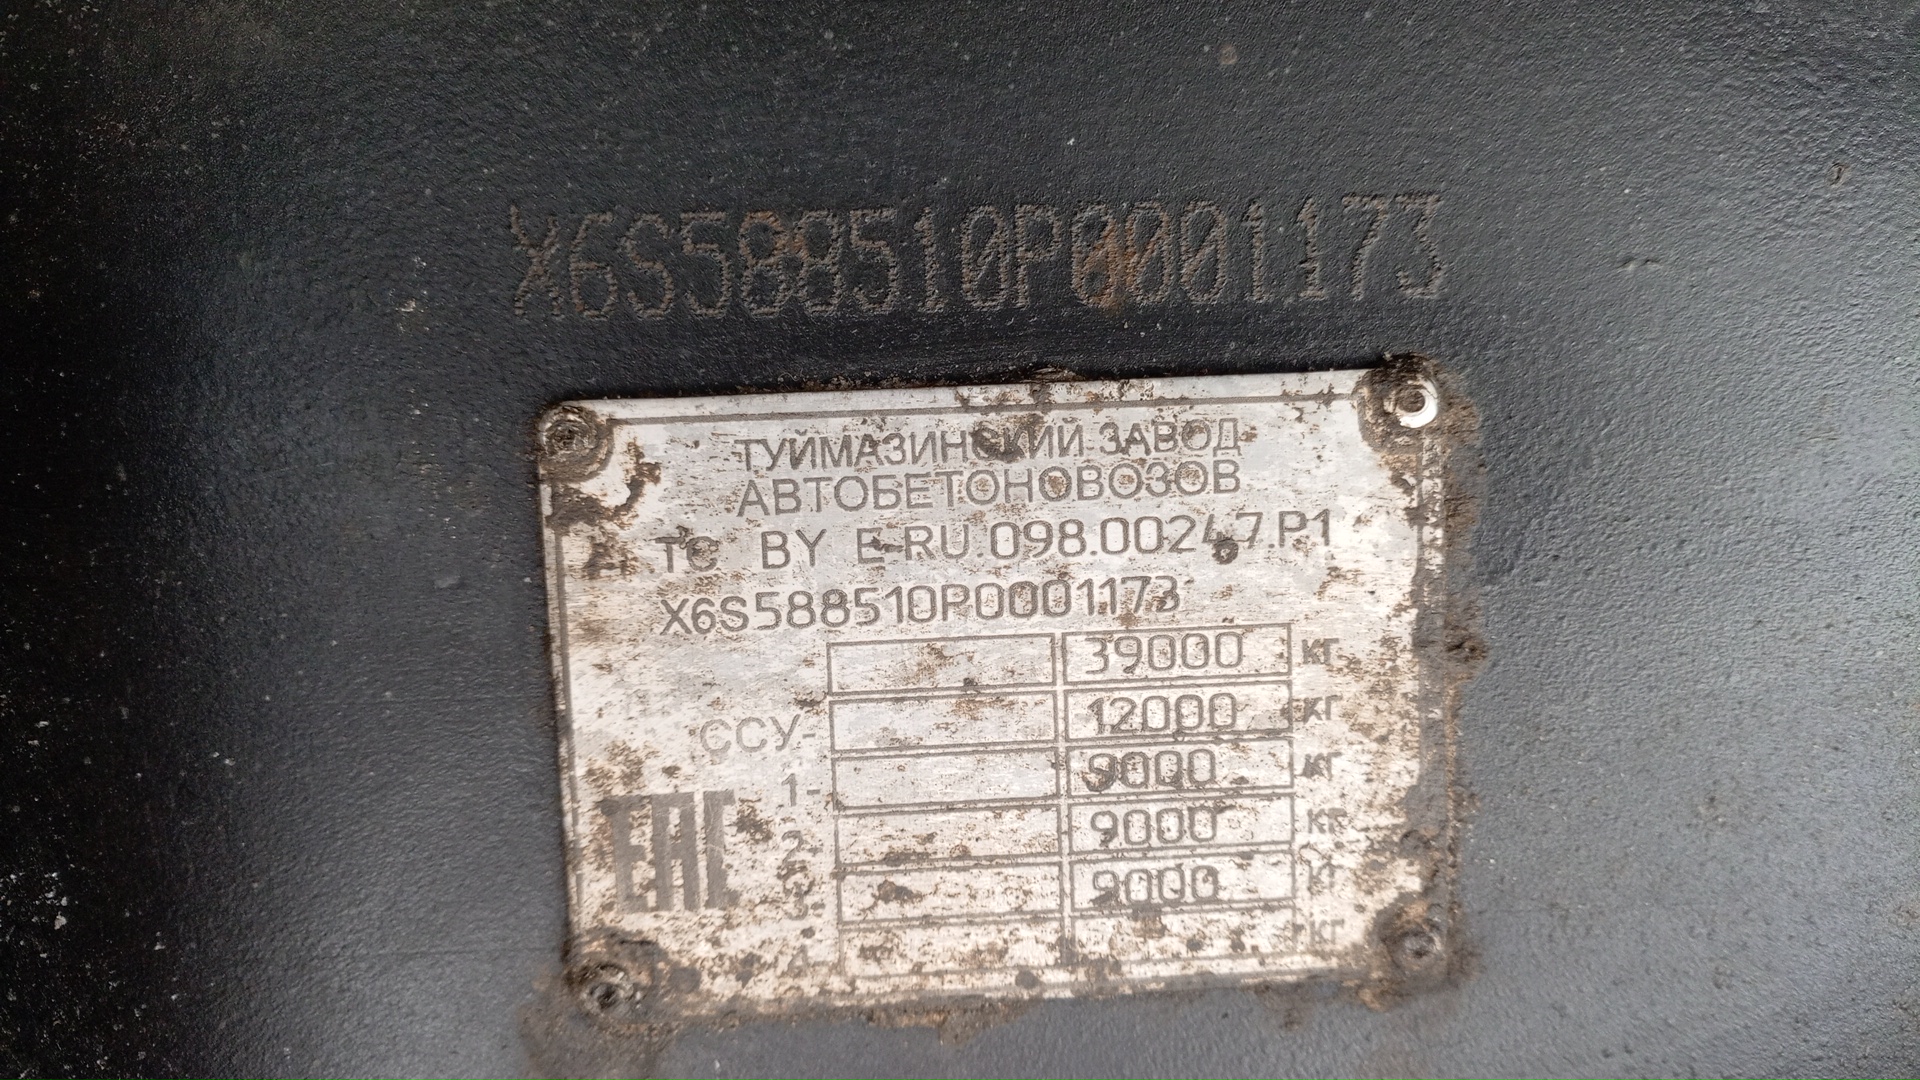 X6S588510P0001173
ТУЙМАЗИНСКИЙ ЗАВОД
АВТОБЕТОНОВОЗОВ
ТС BY E-RU.098.00247.P1
X6S588510P0001173
39000 кг
ССУ- 12000 кг
1- 9000 кг
2- 9000 кг
3- 9000 кг
кг
ЕАС